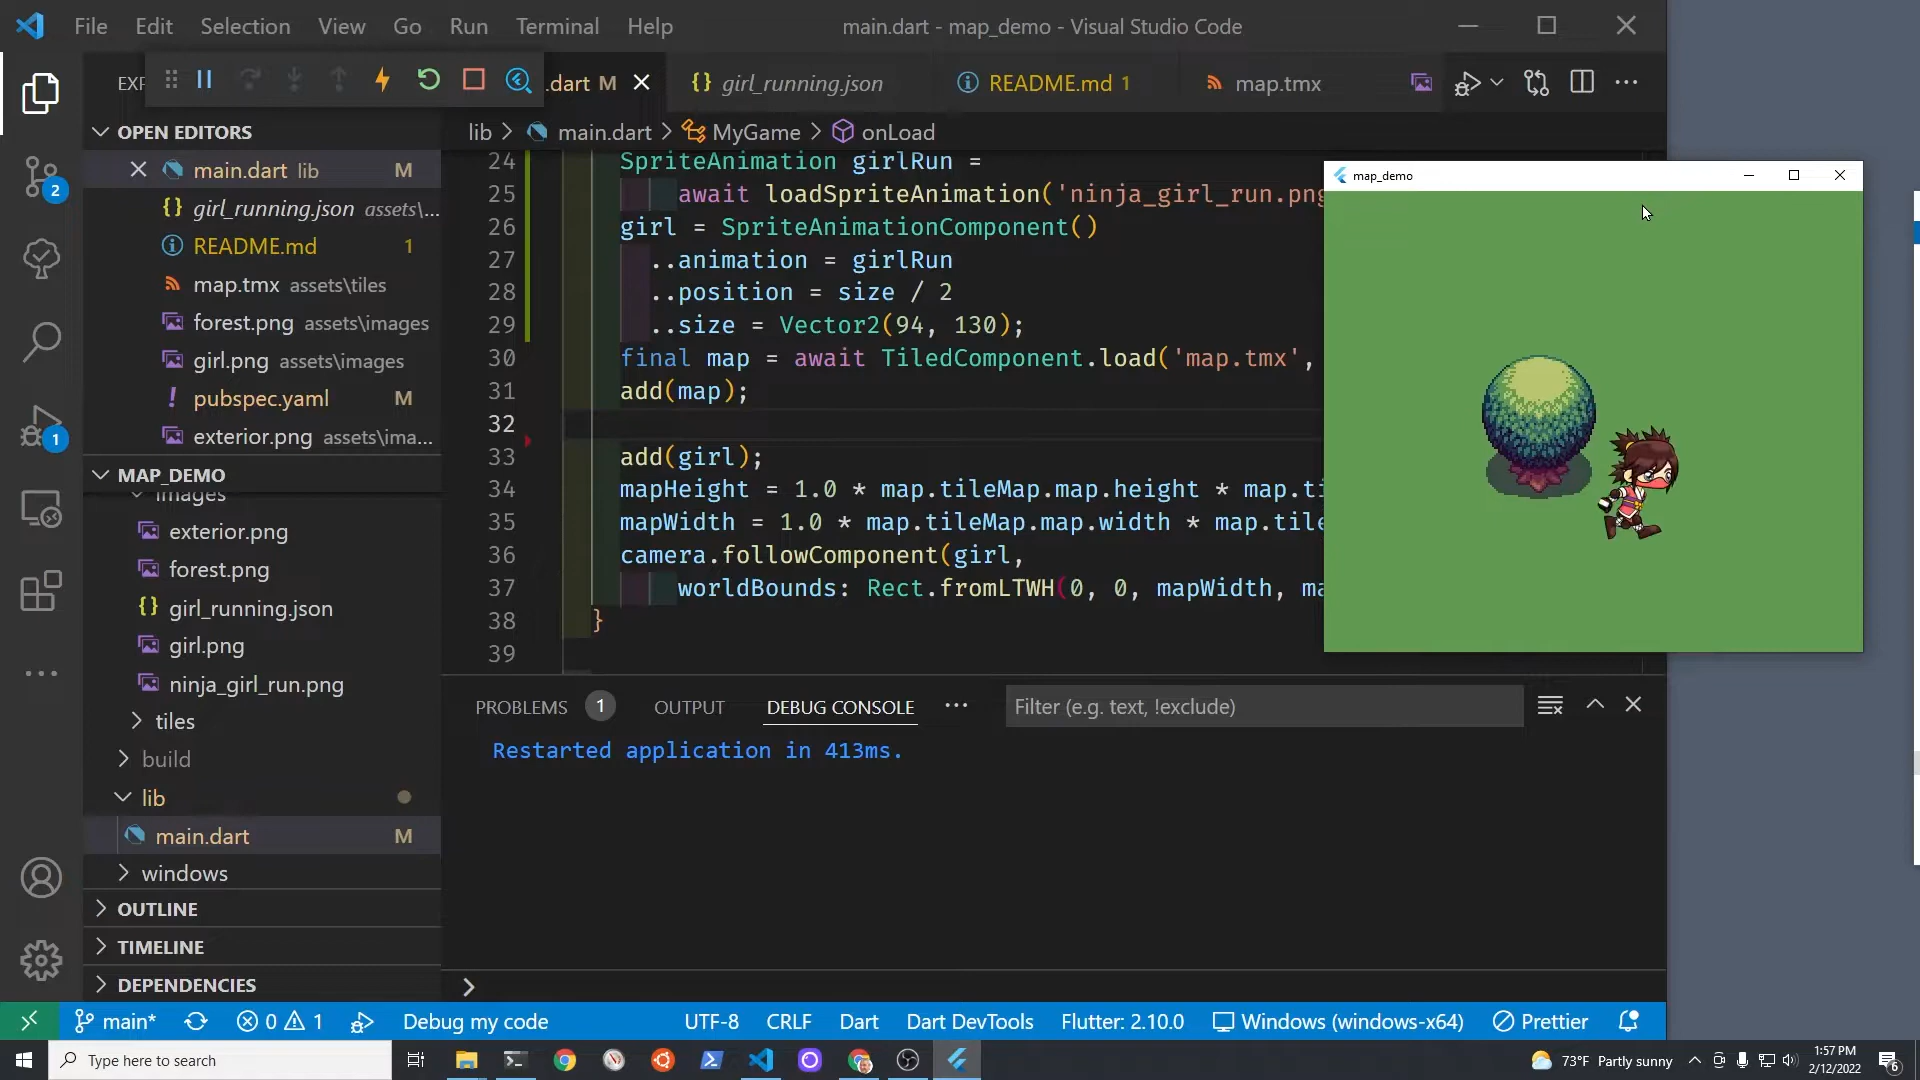 File Edit Selection View Go Run Terminal Help
main.dart - map_demo - Visual Studio Code
EXP
.dart M
girl_running.json
README.md 1
map.tmx
lib > main.dart > MyGame > onLoad
OPEN EDITORS
main.dart lib M
girl_running.json assets\...
README.md 1
map.tmx assets\tiles
forest.png assets\images
girl.png assets\images
pubspec.yaml M
exterior.png assets\ima...
MAP_DEMO
images
exterior.png
forest.png
girl_running.json
girl.png
ninja_girl_run.png
tiles
build
lib
main.dart M
windows
OUTLINE
TIMELINE
DEPENDENCIES
2
1
24 SpriteAnimation girlRun =
25 await loadSpriteAnimation('ninja_girl_run.png
26 girl = SpriteAnimationComponent()
27 ..animation = girlRun
28 ..position = size / 2
29 ..size = Vector2(94, 130);
30 final map = await TiledComponent.load('map.tmx',
31 add(map);
32
33 add(girl);
34 mapHeight = 1.0 * map.tileMap.map.height * map.ti
35 mapWidth = 1.0 * map.tileMap.map.width * map.tile
36 camera.followComponent(girl,
37 worldBounds: Rect.fromLTWH(0, 0, mapWidth, ma
38 }
39
map_demo
PROBLEMS 1 OUTPUT DEBUG CONSOLE ... Filter (e.g. text, !exclude)
Restarted application in 413ms.
main* 0 1 Debug my code UTF-8 CRLF Dart Dart DevTools Flutter: 2.10.0 Windows (windows-x64) Prettier
Type here to search
73°F Partly sunny
1:57 PM
2/12/2022
6